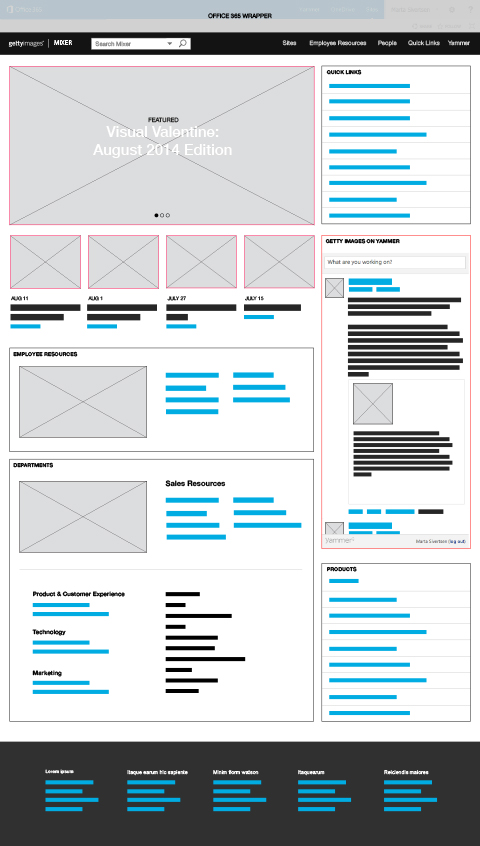 Office 365
OFFICE 365 WRAPPER
gettyimages | MIXER
Search Mixer
Sites Employee Resources People Quick Links Yammer
FEATURED
Visual Valentine:
August 2014 Edition
QUICK LINKS
AUG 11
AUG 1
JULY 27
JULY 15
GETTY IMAGES ON YAMMER
What are you working on?
EMPLOYEE RESOURCES
DEPARTMENTS
Sales Resources
yammer
(log out)
PRODUCTS
Product & Customer Experience
Technology
Marketing
Lorem ipsum
Itaque earum hic sapiente
Minim fiorm watson
Itaquearum
Reiciendis maiores